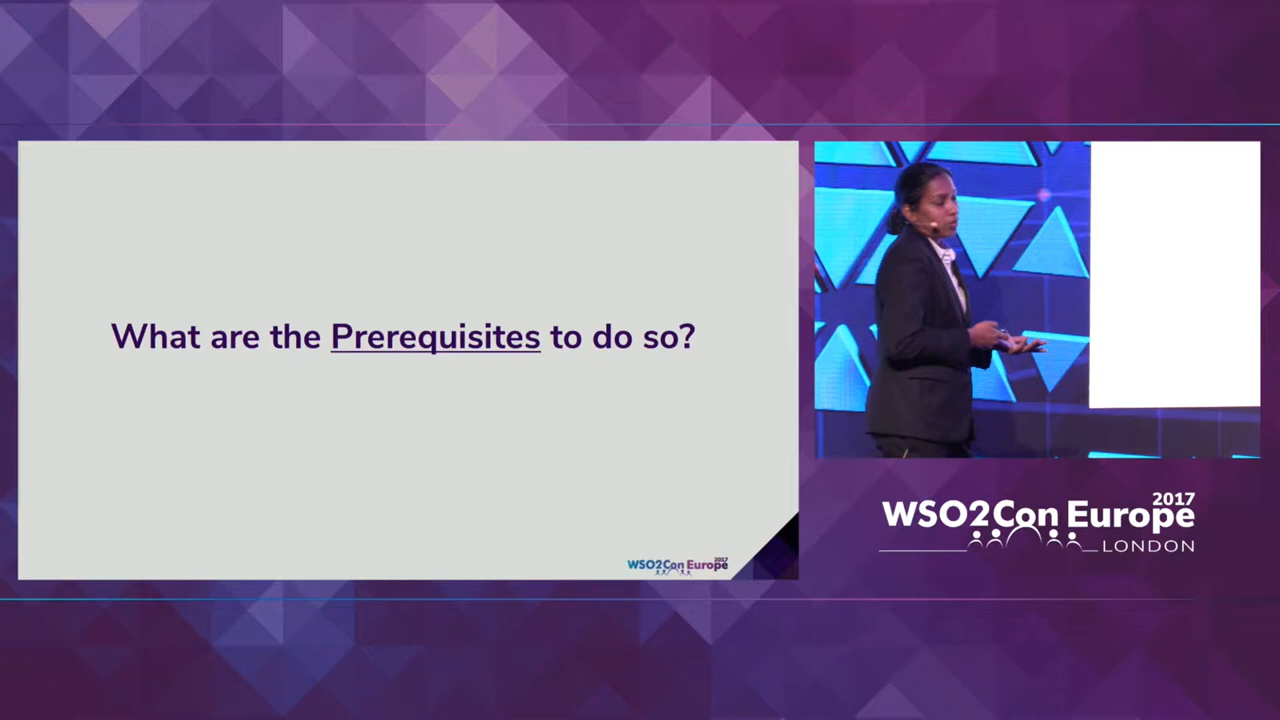 What are the Prerequisites to do so?
WSO2Con Europe 2017
WSO2Con Europe 2017
LONDON